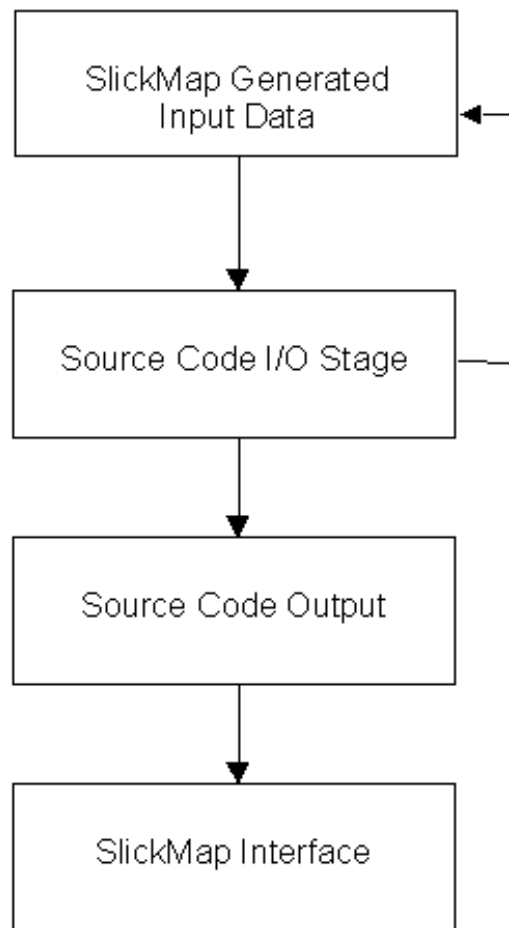 SlickMap Generated
Input Data
Source Code I/O Stage
Source Code Output
SlickMap Interface